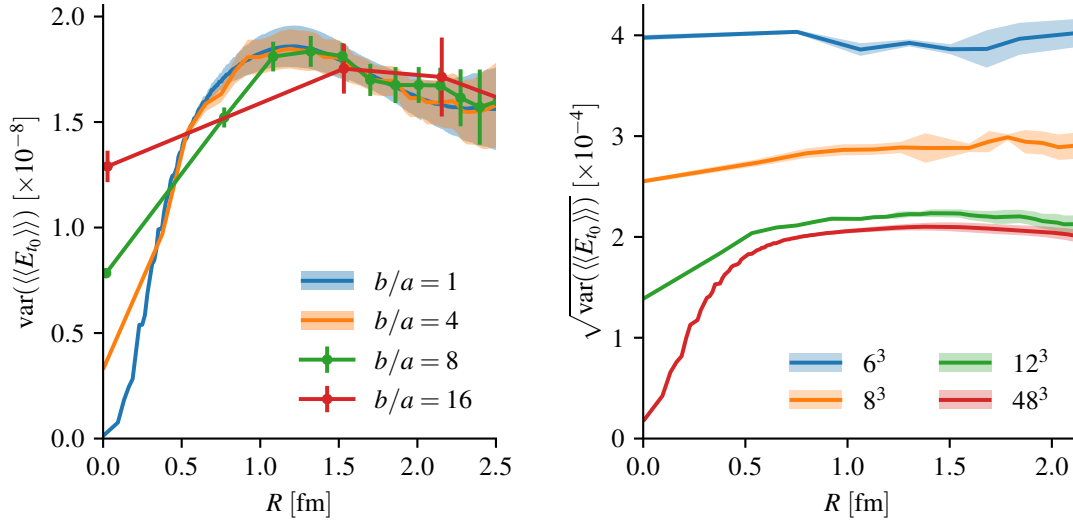 var(⟨⟨E_{t_0}⟩⟩) [×10^{−8}]
2.0
1.5
1.0
0.5
0.0
b/a = 1
b/a = 4
b/a = 8
b/a = 16
0.0 0.5 1.0 1.5 2.0 2.5
R [fm]
√var(⟨⟨E_{t_0}⟩⟩) [×10^{−4}]
4
3
2
1
0
6^3 12^3
8^3 48^3
0.0 0.5 1.0 1.5 2.0
R [fm]